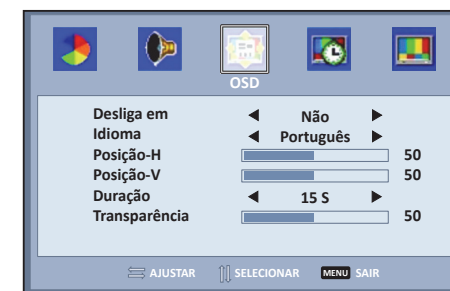 OSD
Desliga em ◀ Não ▶
Idioma ◀ Português ▶
Posição-H 50
Posição-V 50
Duração ◀ 15 S ▶
Transparência 50
AJUSTAR SELECIONAR MENU SAIR